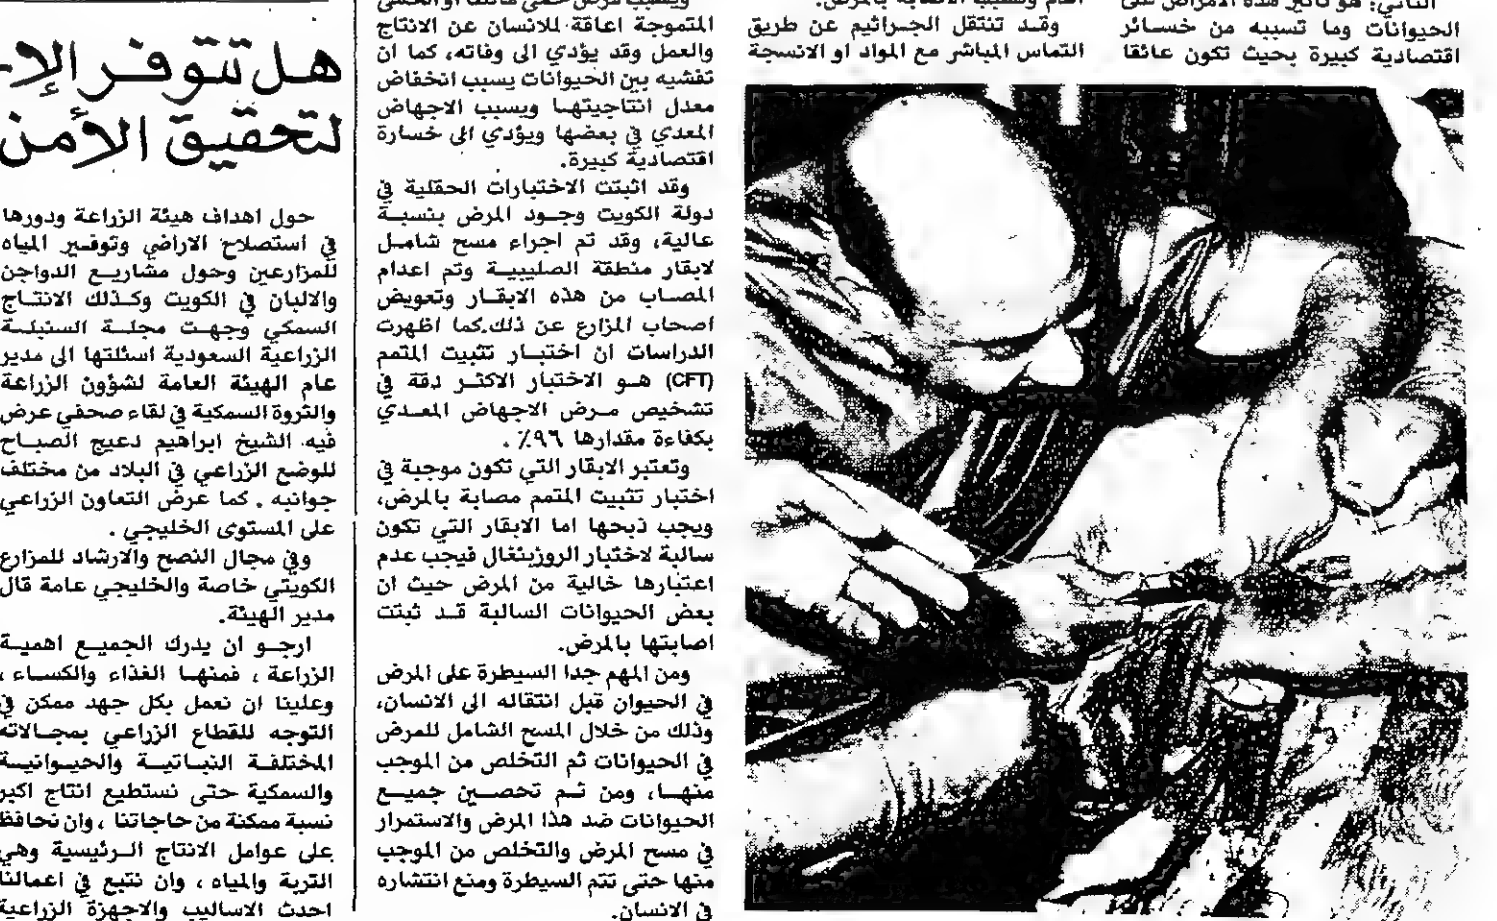 الثاني: هو تأثير هذه الامراض على
الحيوانات وما تسببه من خسائر
اقتصادية كبيرة بحيث تكون عائقا
وقد تنتقل الجراثيم عن طريق
التماس المباشر مع المواد او الانسجة
المتموجة اعاقة للانسان عن الانتاج
والعمل وقد يؤدي الى وفاته، كما ان
تفشيه بين الحيوانات يسبب انخفاض
معدل انتاجيتها ويسبب الاجهاض
المعدي في بعضها ويؤدي الى خسارة
اقتصادية كبيرة.
وقد اثبتت الاختبارات الحقلية في
دولة الكويت وجود المرض بنسبة
عالية، وقد تم اجراء مسح شامل
لابقار منطقة الصليبية وتم اعدام
المصاب من هذه الابقار وتعويض
اصحاب المزارع عن ذلك.كما اظهرت
الدراسات ان اختبار تثبيت المتمم
(CFT) هو الاختبار الاكثر دقة في
تشخيص مرض الاجهاض المعدي
بكفاءة مقدارها ٩٦٪ .
وتعتبر الابقار التي تكون موجبة في
اختبار تثبيت المتمم مصابة بالمرض،
ويجب ذبحها اما الابقار التي تكون
سالبة لاختبار الروزبنغال فيجب عدم
اعتبارها خالية من المرض حيث ان
بعض الحيوانات السالبة قد ثبتت
اصابتها بالمرض.
ومن المهم جدا السيطرة على المرض
في الحيوان قبل انتقاله الى الانسان،
وذلك من خلال المسح الشامل للمرض
في الحيوانات ثم التخلص من الموجب
منها، ومن ثم تحصين جميع
الحيوانات ضد هذا المرض والاستمرار
في مسح المرض والتخلص من الموجب
منها حتى تتم السيطرة ومنع انتشاره
في الانسان.
هل تتوفر الإ
لتحقيق الأمن
حول اهداف هيئة الزراعة ودورها
في استصلاح الاراضي وتوفير المياه
للمزارعين وحول مشاريع الدواجن
والالبان في الكويت وكذلك الانتاج
السمكي وجهت مجلة السنبلة
الزراعية السعودية اسئلتها الى مدير
عام الهيئة العامة لشؤون الزراعة
والثروة السمكية في لقاء صحفي عرض
فيه الشيخ ابراهيم دعيج الصباح
للوضع الزراعي في البلاد من مختلف
جوانبه . كما عرض التعاون الزراعي
على المستوى الخليجي .
وفي مجال النصح والارشاد للمزارع
الكويتي خاصة والخليجي عامة قال
مدير الهيئة.
ارجو ان يدرك الجميع اهمية
الزراعة ، فمنها الغذاء والكساء ،
وعلينا ان نعمل بكل جهد ممكن في
التوجه للقطاع الزراعي بمجالاته
المختلفة النباتية والحيوانية
والسمكية حتى نستطيع انتاج اكبر
نسبة ممكنة من حاجاتنا ، وان نحافظ
على عوامل الانتاج الرئيسية وهي
التربة والمياه ، وان نتبع في اعمالنا
احدث الاساليب والاجهزة الزراعية